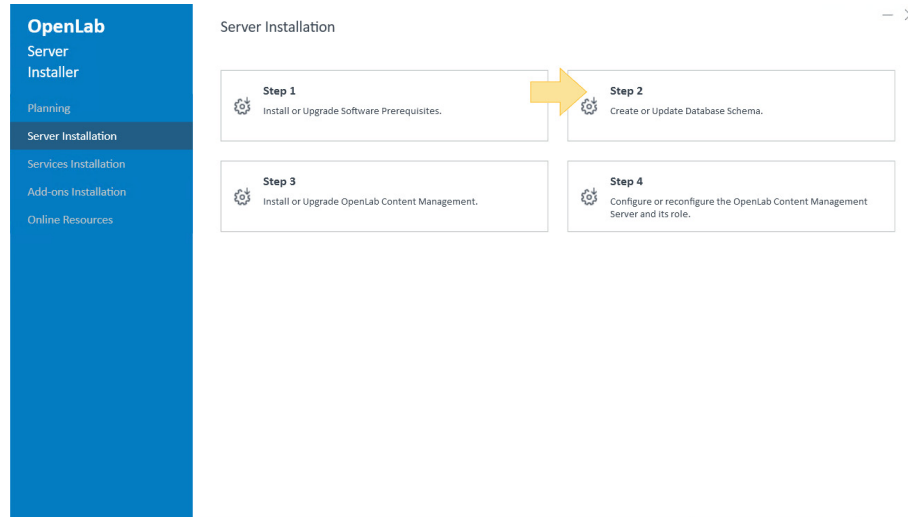 OpenLab
Server
Installer
Planning
Server Installation
Services Installation
Add-ons Installation
Online Resources
Server Installation
Step 1
Install or Upgrade Software Prerequisites.
Step 2
Create or Update Database Schema.
Step 3
Install or Upgrade OpenLab Content Management.
Step 4
Configure or reconfigure the OpenLab Content Management
Server and its role.